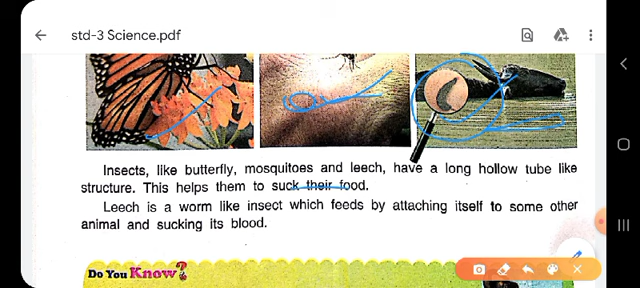 std-3 Science.pdf
Insects, like butterfly, mosquitoes and leech, have a long hollow tube like
structure. This helps them to suck their food.
Leech is a worm like insect which feeds by attaching itself to some other
animal and sucking its blood.
Do You Know?